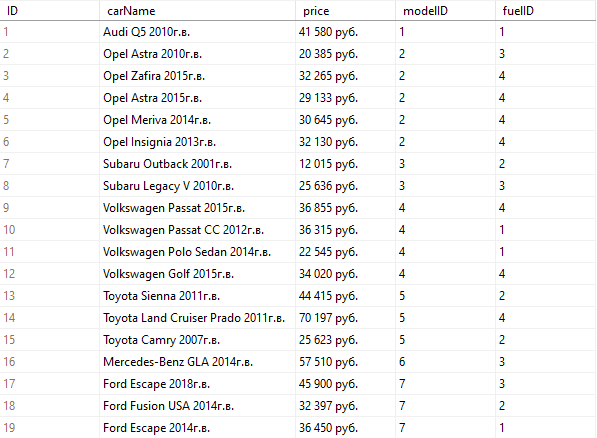 ID carName price modelID fuelID
1 Audi Q5 2010г.в. 41 580 руб. 1 1
2 Opel Astra 2010г.в. 20 385 руб. 2 3
3 Opel Zafira 2015г.в. 32 265 руб. 2 4
4 Opel Astra 2015г.в. 29 133 руб. 2 4
5 Opel Meriva 2014г.в. 30 645 руб. 2 4
6 Opel Insignia 2013г.в. 32 130 руб. 2 4
7 Subaru Outback 2001г.в. 12 015 руб. 3 2
8 Subaru Legacy V 2010г.в. 25 636 руб. 3 3
9 Volkswagen Passat 2015г.в. 36 855 руб. 4 4
10 Volkswagen Passat CC 2012г.в. 36 315 руб. 4 1
11 Volkswagen Polo Sedan 2014г.в. 22 545 руб. 4 1
12 Volkswagen Golf 2015г.в. 34 020 руб. 4 4
13 Toyota Sienna 2011г.в. 44 415 руб. 5 2
14 Toyota Land Cruiser Prado 2011г.в. 70 197 руб. 5 4
15 Toyota Camry 2007г.в. 25 623 руб. 5 2
16 Mercedes-Benz GLA 2014г.в. 57 510 руб. 6 3
17 Ford Escape 2018г.в. 45 900 руб. 7 3
18 Ford Fusion USA 2014г.в. 32 397 руб. 7 2
19 Ford Escape 2014г.в. 36 450 руб. 7 1